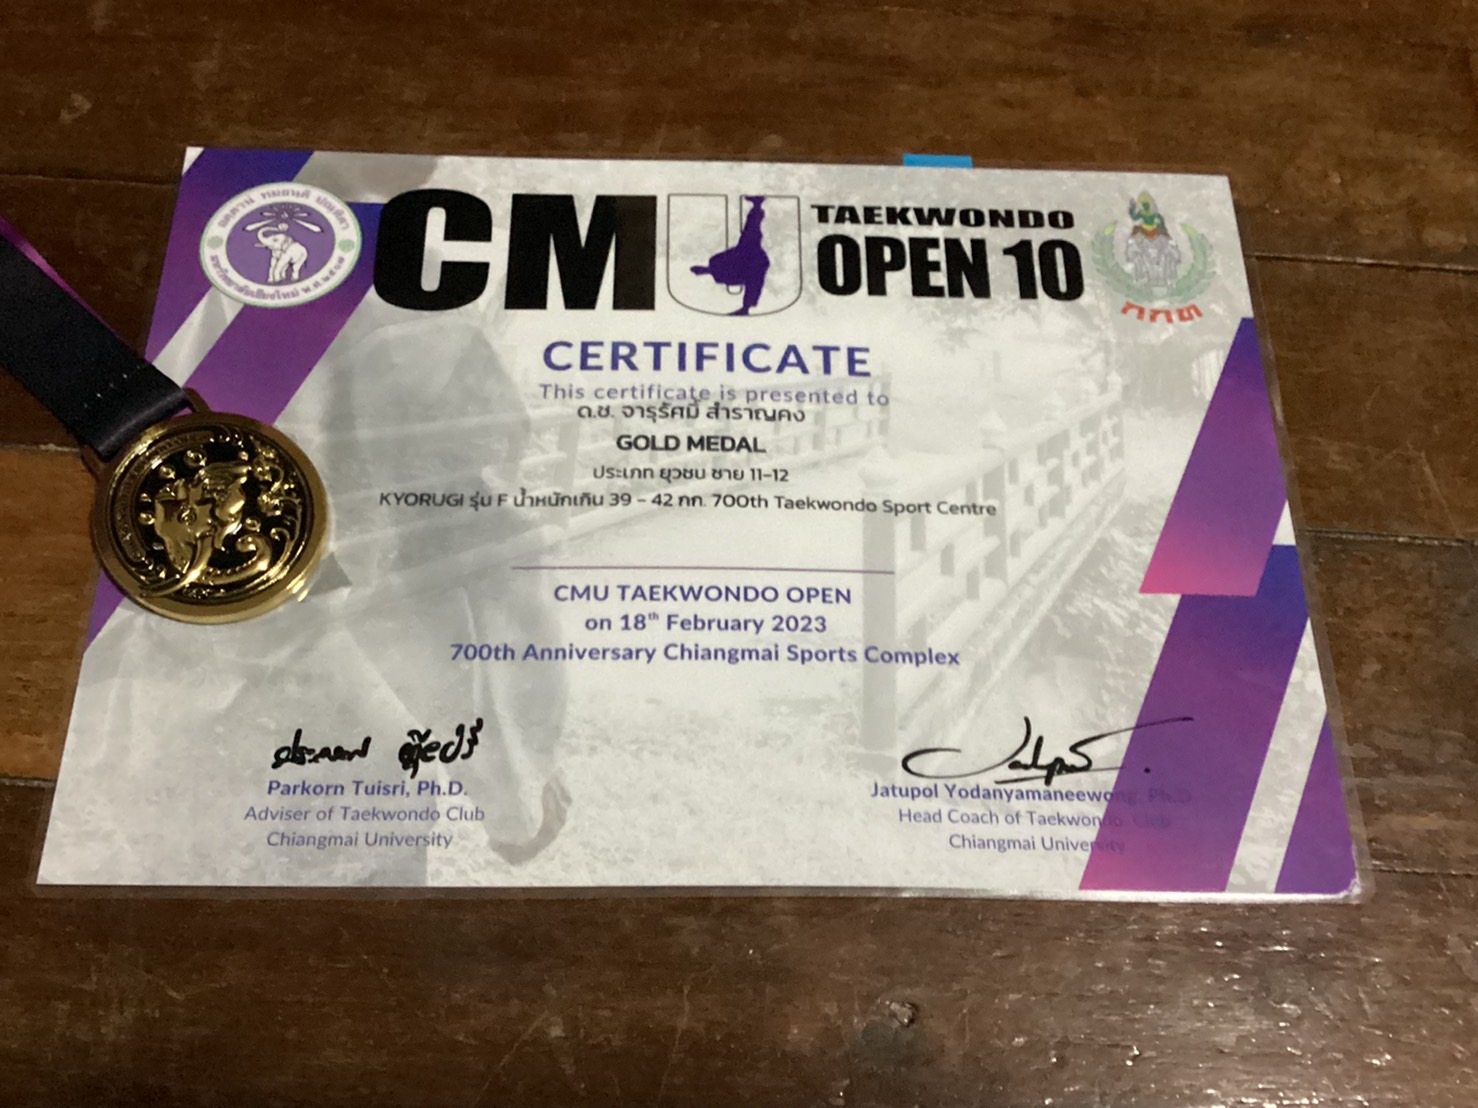 CMU TAEKWONDO OPEN 10
กกท
CERTIFICATE
This certificate is presented to
ด.ช. จารุรัศมิ์ สำราญคง
GOLD MEDAL
ประเภท ยุวชน ชาย 11-12
KYORUGI รุ่น F น้ำหนักเกิน 39 - 42 กก. 700th Taekwondo Sport Centre
CMU TAEKWONDO OPEN
on 18th February 2023
700th Anniversary Chiangmai Sports Complex
Parkorn Tuisri, Ph.D.
Adviser of Taekwondo Club
Chiangmai University
Jatupol Yodanyamaneewong, Ph.D.
Head Coach of Taekwondo Club
Chiangmai University